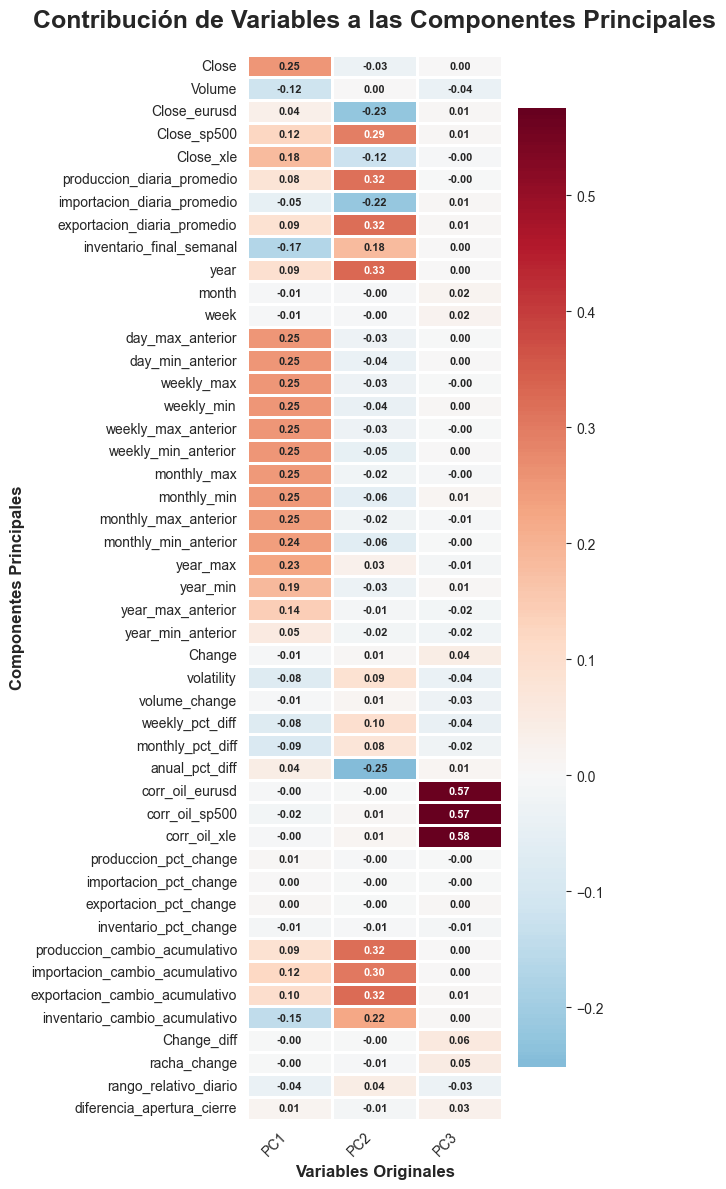 Contribución de Variables a las Componentes Principales
Close 0.25 -0.03 0.00
Volume -0.12 0.00 -0.04
Close_eurusd 0.04 -0.23 0.01
Close_sp500 0.12 0.29 0.01
Close_xle 0.18 -0.12 -0.00
produccion_diaria_promedio 0.08 0.32 -0.00
importacion_diaria_promedio -0.05 -0.22 0.01
exportacion_diaria_promedio 0.09 0.32 0.01
inventario_final_semanal -0.17 0.18 0.00
year 0.09 0.33 0.00
month -0.01 -0.00 0.02
week -0.01 -0.00 0.02
day_max_anterior 0.25 -0.03 0.00
day_min_anterior 0.25 -0.04 0.00
weekly_max 0.25 -0.03 -0.00
weekly_min 0.25 -0.04 0.00
weekly_max_anterior 0.25 -0.03 -0.00
weekly_min_anterior 0.25 -0.05 0.00
monthly_max 0.25 -0.02 -0.00
monthly_min 0.25 -0.06 0.01
monthly_max_anterior 0.25 -0.02 -0.01
monthly_min_anterior 0.24 -0.06 -0.00
year_max 0.23 0.03 -0.01
year_min 0.19 -0.03 0.01
year_max_anterior 0.14 -0.01 -0.02
year_min_anterior 0.05 -0.02 -0.02
Change -0.01 0.01 0.04
volatility -0.08 0.09 -0.04
volume_change -0.01 0.01 -0.03
weekly_pct_diff -0.08 0.10 -0.04
monthly_pct_diff -0.09 0.08 -0.02
anual_pct_diff 0.04 -0.25 0.01
corr_oil_eurusd -0.00 -0.00 0.57
corr_oil_sp500 -0.02 0.01 0.57
corr_oil_xle -0.00 0.01 0.58
produccion_pct_change 0.01 -0.00 -0.00
importacion_pct_change 0.00 -0.00 -0.00
exportacion_pct_change 0.00 -0.00 0.00
inventario_pct_change -0.01 -0.01 -0.01
produccion_cambio_acumulativo 0.09 0.32 0.00
importacion_cambio_acumulativo 0.12 0.30 0.00
exportacion_cambio_acumulativo 0.10 0.32 0.01
inventario_cambio_acumulativo -0.15 0.22 0.00
Change_diff -0.00 -0.00 0.06
racha_change -0.00 -0.01 0.05
rango_relativo_diario -0.04 0.04 -0.03
diferencia_apertura_cierre 0.01 -0.01 0.03
PC1 PC2 PC3
Variables Originales
Componentes Principales
0.5
0.4
0.3
0.2
0.1
0.0
−0.1
−0.2